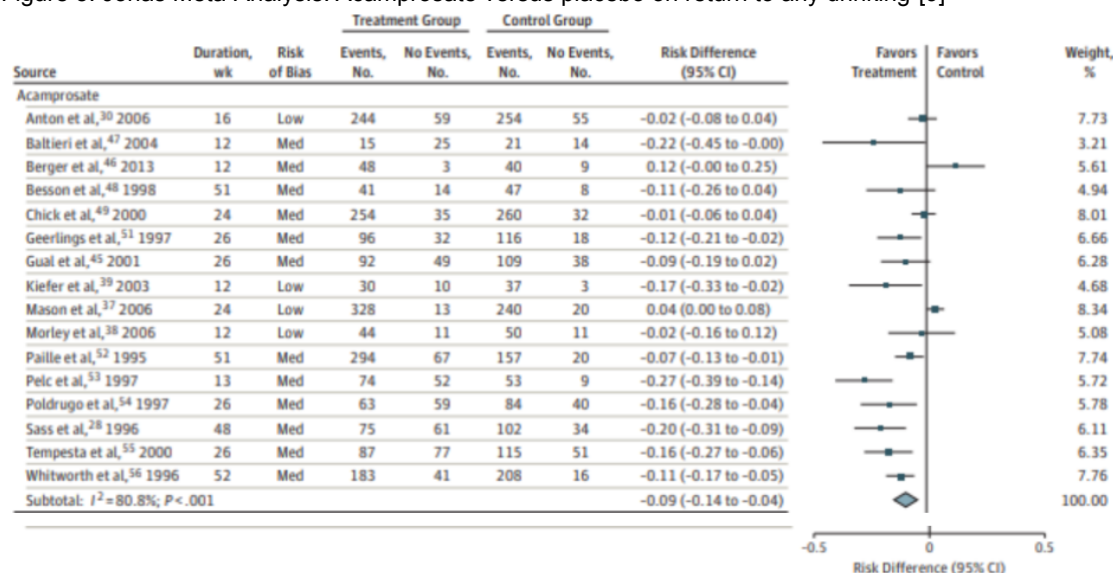 Treatment Group Control Group
Duration, Risk Events, No Events, Events, No Events, Risk Difference Favors Favors Weight,
Source wk of Bias No. No. No. No. (95% CI) Treatment Control %
Acamprosate
Anton et al,30 2006 16 Low 244 59 254 55 -0.02 (-0.08 to 0.04) 7.73
Baltieri et al,47 2004 12 Med 15 25 21 14 -0.22 (-0.45 to -0.00) 3.21
Berger et al,46 2013 12 Med 48 3 40 9 0.12 (-0.00 to 0.25) 5.61
Besson et al,48 1998 51 Med 41 14 47 8 -0.11 (-0.26 to 0.04) 4.94
Chick et al,49 2000 24 Med 254 35 260 32 -0.01 (-0.06 to 0.04) 8.01
Geerlings et al,51 1997 26 Med 96 32 116 18 -0.12 (-0.21 to -0.02) 6.66
Gual et al,45 2001 26 Med 92 49 109 38 -0.09 (-0.19 to 0.02) 6.28
Kiefer et al,39 2003 12 Low 30 10 37 3 -0.17 (-0.33 to -0.02) 4.68
Mason et al,37 2006 24 Low 328 13 240 20 0.04 (0.00 to 0.08) 8.34
Morley et al,38 2006 12 Low 44 11 50 11 -0.02 (-0.16 to 0.12) 5.08
Paille et al,52 1995 51 Med 294 67 157 20 -0.07 (-0.13 to -0.01) 7.74
Pelc et al,53 1997 13 Med 74 52 53 9 -0.27 (-0.39 to -0.14) 5.72
Poldrugo et al,54 1997 26 Med 63 59 84 40 -0.16 (-0.28 to -0.04) 5.78
Sass et al,28 1996 48 Med 75 61 102 34 -0.20 (-0.31 to -0.09) 6.11
Tempesta et al,55 2000 26 Med 87 77 115 51 -0.16 (-0.27 to -0.06) 6.35
Whitworth et al,56 1996 52 Med 183 41 208 16 -0.11 (-0.17 to -0.05) 7.76
Subtotal: I2=80.8%; P<.001 -0.09 (-0.14 to -0.04) 100.00
-0.5 0 0.5
Risk Difference (95% CI)